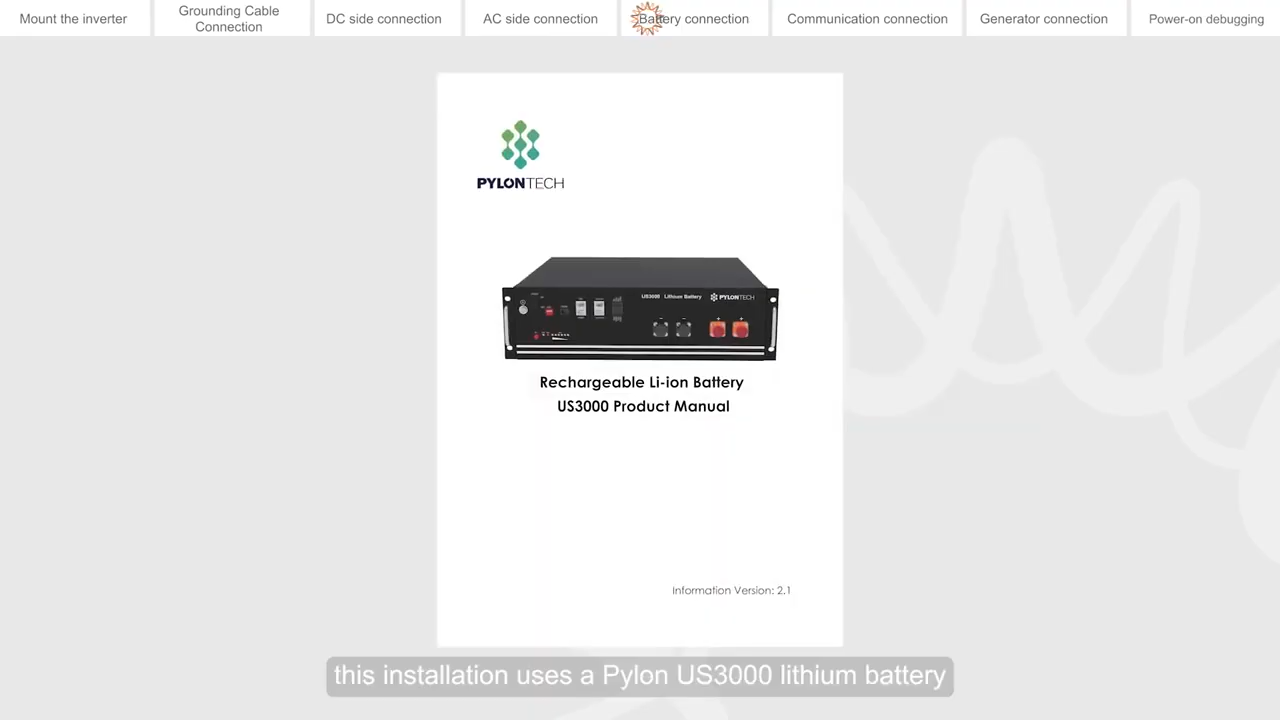 Mount the inverter
Grounding Cable
Connection
DC side connection
AC side connection
Battery connection
Communication connection
Generator connection
Power-on debugging
PYLONTECH
US3000 Lithium Battery
PYLONTECH
Rechargeable Li-ion Battery
US3000 Product Manual
Information Version: 2.1
this installation uses a Pylon US3000 lithium battery